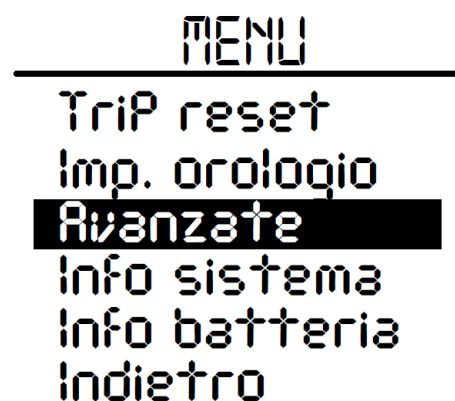 MENU
TriP reset
Imp. orologio
Avanzate
Info sistema
Info batteria
Indietro